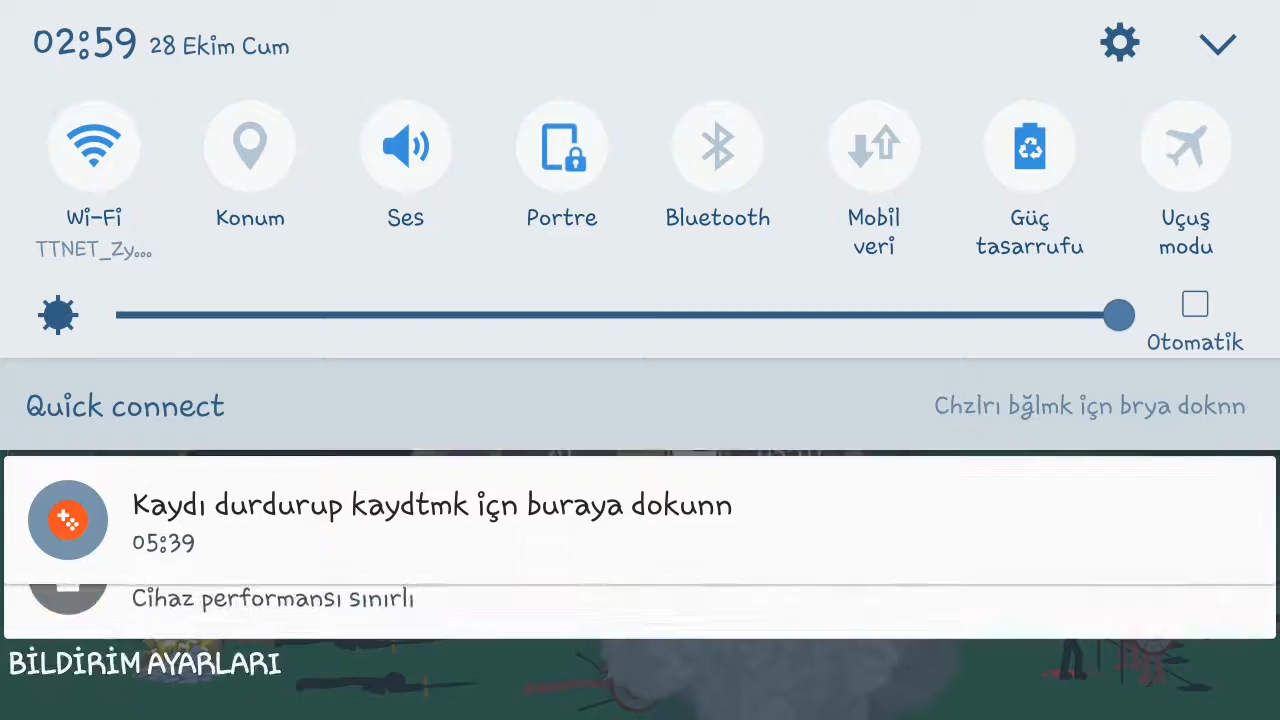 02:59 28 Ekim Cum
Wi-Fi
TTNET_Zy...
Konum
Ses
Portre
Bluetooth
Mobil
veri
Güç
tasarrufu
Uçuş
modu
Otomatik
Quick connect
Chzlrı bğlmk içn brya doknn
Kaydı durdurup kaydtmk içn buraya dokunn
05:39
Cihaz performansı sınırlı
BİLDİRİM AYARLARI